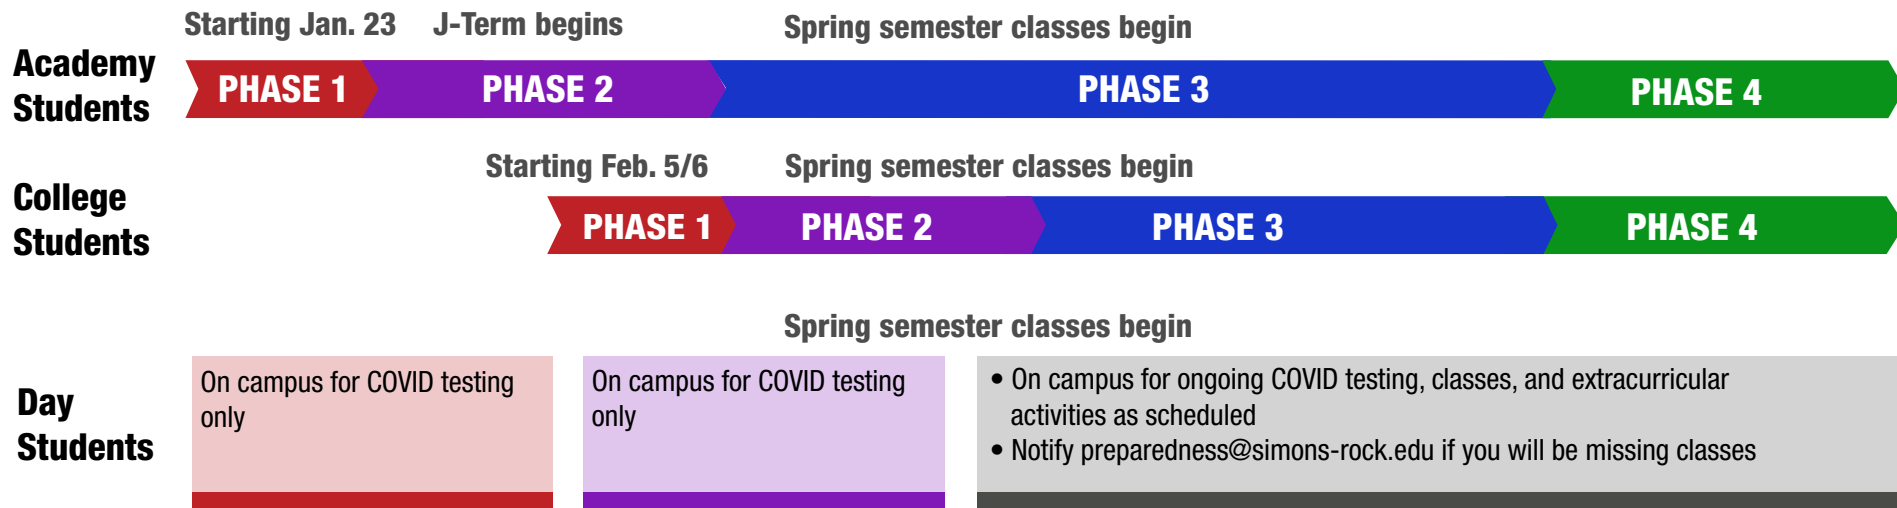 Starting Jan. 23 J-Term begins Spring semester classes begin
Academy
Students
PHASE 1 PHASE 2 PHASE 3 PHASE 4
Starting Feb. 5/6 Spring semester classes begin
College
Students
PHASE 1 PHASE 2 PHASE 3 PHASE 4
Spring semester classes begin
Day
Students
On campus for COVID testing
only
On campus for COVID testing
only
• On campus for ongoing COVID testing, classes, and extracurricular
activities as scheduled
• Notify preparedness@simons-rock.edu if you will be missing classes